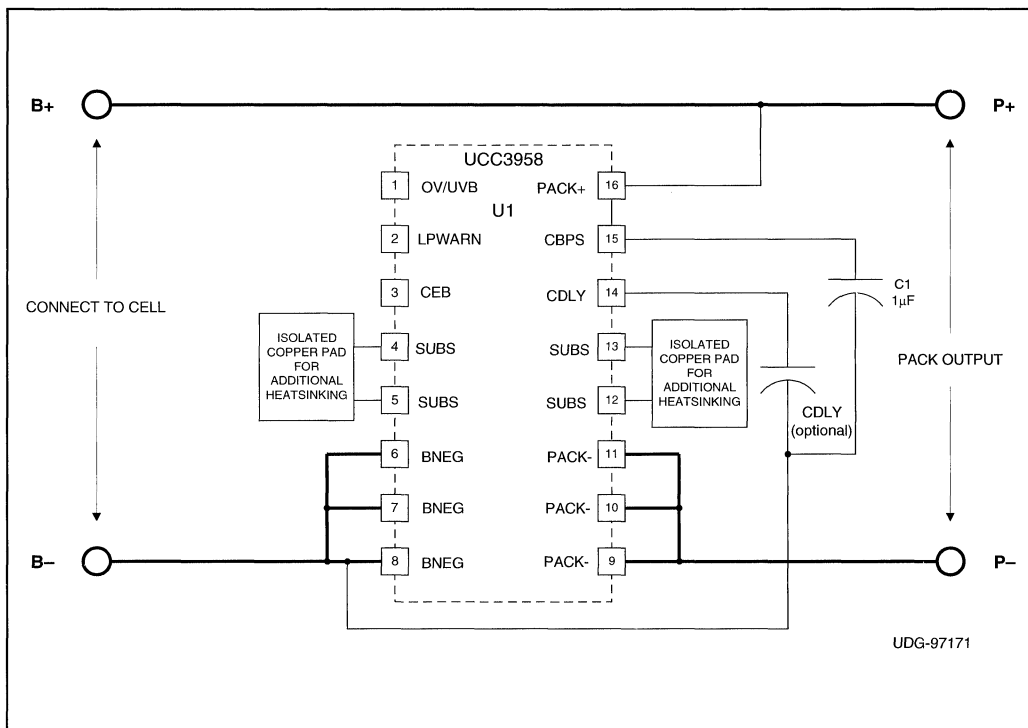 B+
P+
UCC3958
U1
1 OV/UVB
PACK+ 16
2 LPWARN
CBPS 15
3 CEB
CDLY 14
C1
1µF
CONNECT TO CELL
PACK OUTPUT
ISOLATED
COPPER PAD
FOR
ADDITIONAL
HEATSINKING
4 SUBS
5 SUBS
SUBS 13
SUBS 12
ISOLATED
COPPER PAD
FOR
ADDITIONAL
HEATSINKING
CDLY
(optional)
6 BNEG
PACK- 11
7 BNEG
PACK- 10
B–
8 BNEG
PACK- 9
P–
UDG-97171